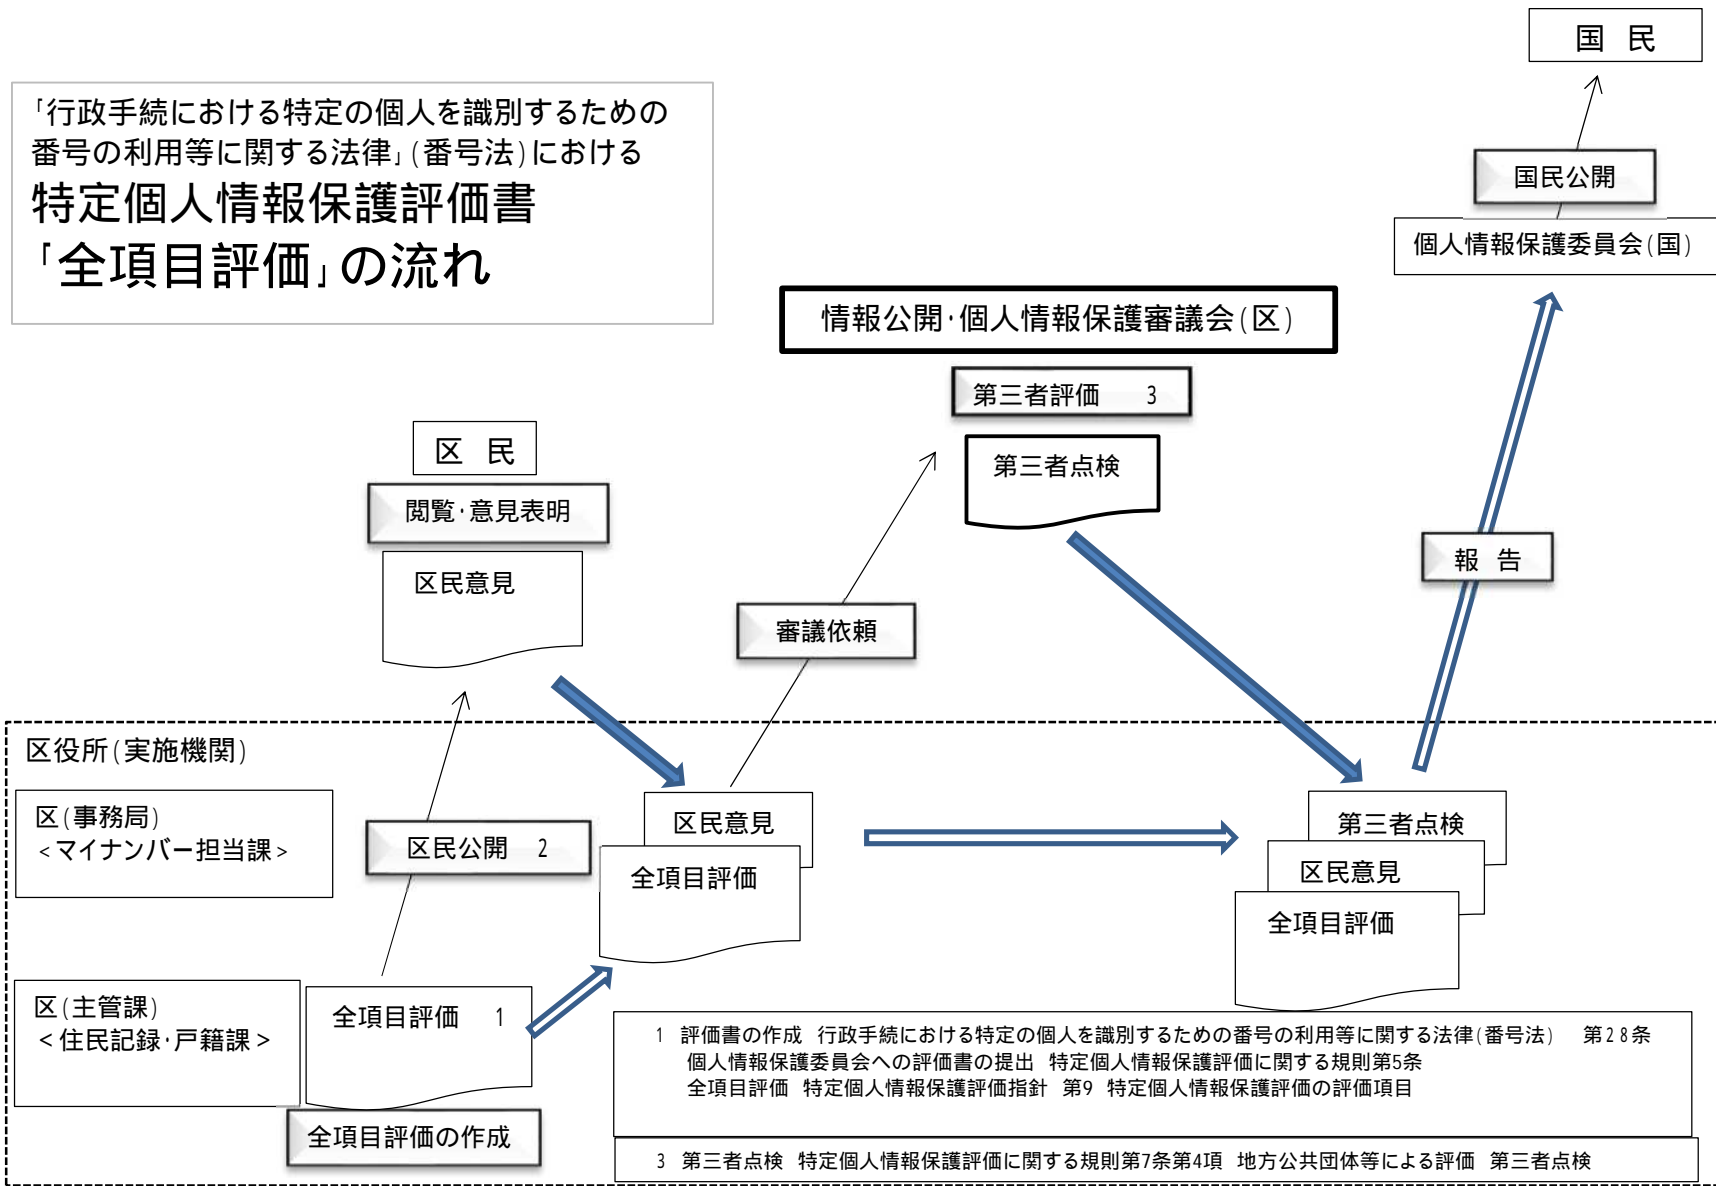 国 民
「行政手続における特定の個人を識別するための
番号の利用等に関する法律」(番号法)における
特定個人情報保護評価書
「全項目評価」の流れ
国民公開
個人情報保護委員会(国)
情報公開・個人情報保護審議会(区)
第三者評価 3
第三者点検
区 民
閲覧・意見表明
区民意見
審議依頼
報 告
区役所(実施機関)
区(事務局)
<マイナンバー担当課>
区民公開 2
区民意見
全項目評価
第三者点検
区民意見
全項目評価
区(主管課)
<住民記録・戸籍課>
全項目評価 1
全項目評価の作成
1 評価書の作成 行政手続における特定の個人を識別するための番号の利用等に関する法律(番号法) 第28条
個人情報保護委員会への評価書の提出 特定個人情報保護評価に関する規則第5条
全項目評価 特定個人情報保護評価指針 第9 特定個人情報保護評価の評価項目
3 第三者点検 特定個人情報保護評価に関する規則第7条第4項 地方公共団体等による評価 第三者点検